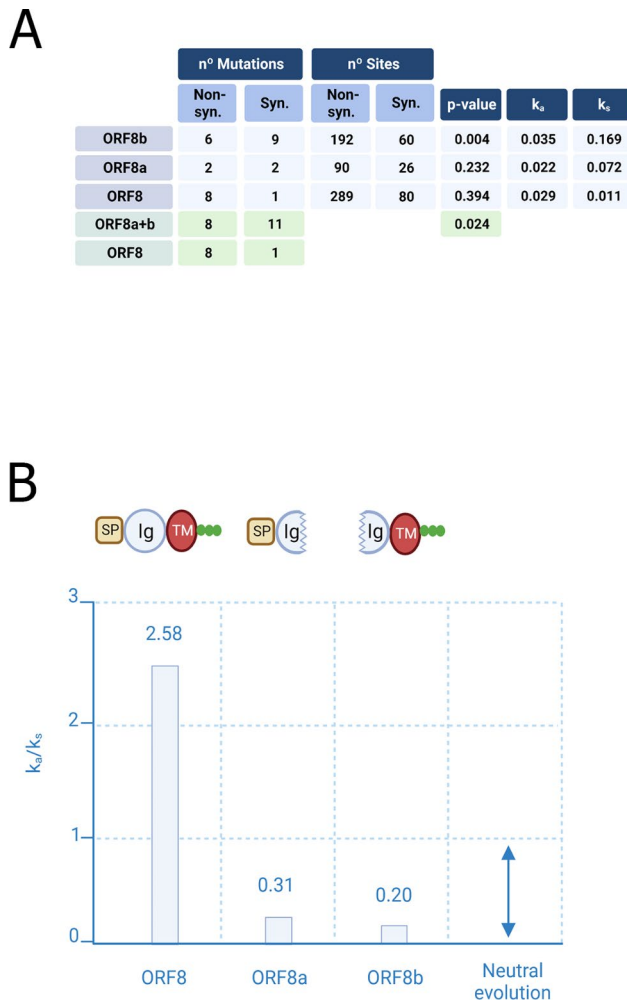 A
nº Mutations nº Sites
Non-syn. Syn. Non-syn. Syn. p-value ka ks
ORF8b 6 9 192 60 0.004 0.035 0.169
ORF8a 2 2 90 26 0.232 0.022 0.072
ORF8 8 1 289 80 0.394 0.029 0.011
ORF8a+b 8 11 0.024
ORF8 8 1
B
SP Ig TM SP Ig Ig TM
3
2.58
2
ka/ks
1
0.31
0.20
0
ORF8 ORF8a ORF8b Neutral
evolution